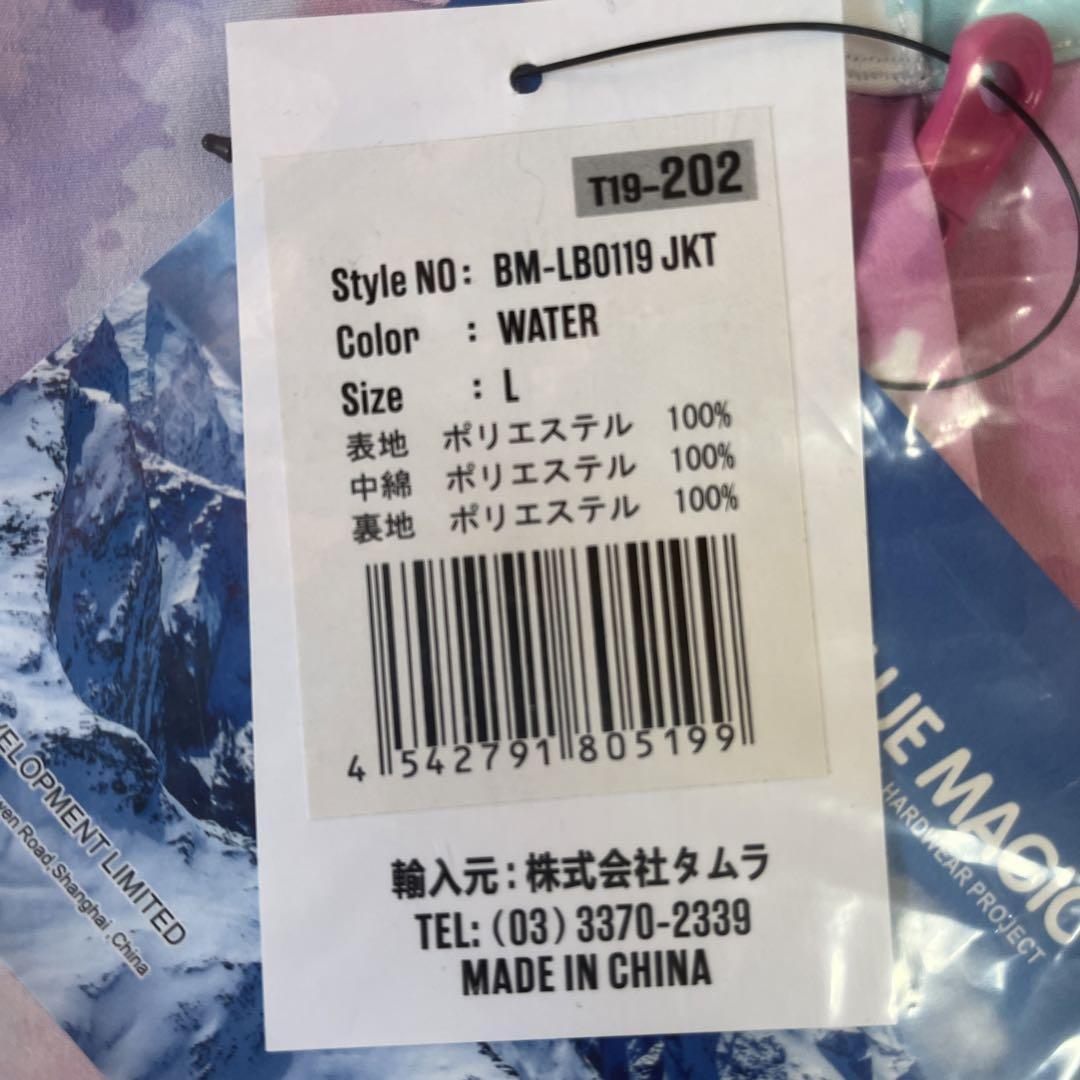 T19-202
Style NO: BM-LB0119 JKT
Color : WATER
Size : L
表地 ポリエステル 100%
中綿 ポリエステル 100%
裏地 ポリエステル 100%
4 542791 805199
輸入元:株式会社タムラ
TEL: (03) 3370-2339
MADE IN CHINA
LIMITED
Road,Shanghai ,China
MAGIC
HARDWEAR PROJECT